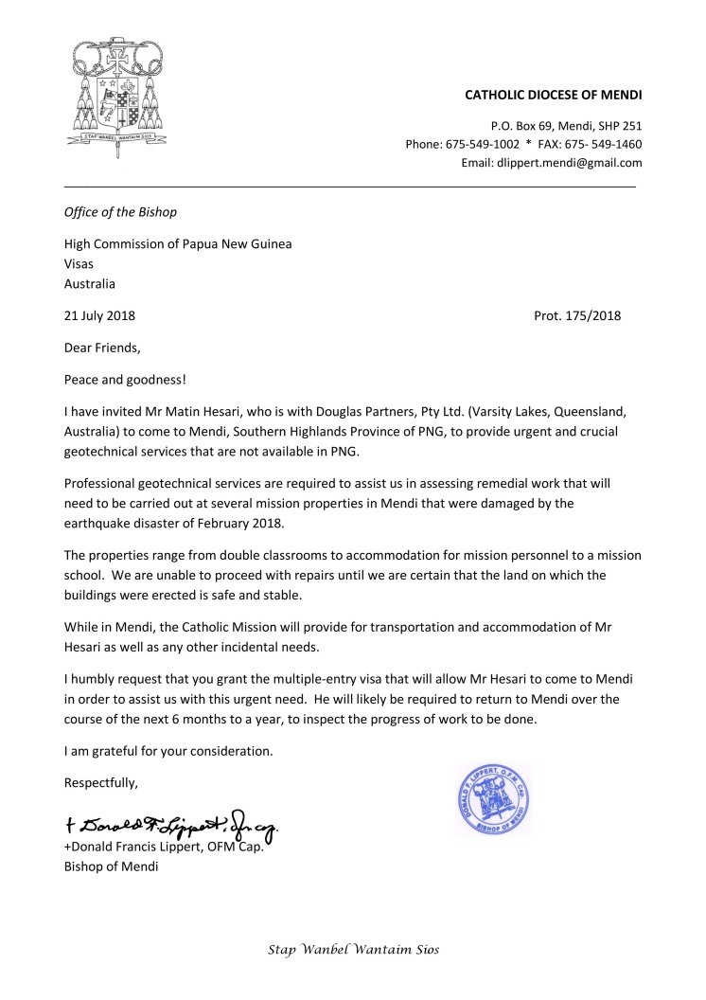 STAP WANBEL WANTAIM SIOS
CATHOLIC DIOCESE OF MENDI
P.O. Box 69, Mendi, SHP 251
Phone: 675-549-1002 * FAX: 675- 549-1460
Email: dlippert.mendi@gmail.com
Office of the Bishop
High Commission of Papua New Guinea
Visas
Australia
21 July 2018 Prot. 175/2018
Dear Friends,
Peace and goodness!
I have invited Mr Matin Hesari, who is with Douglas Partners, Pty Ltd. (Varsity Lakes, Queensland,
Australia) to come to Mendi, Southern Highlands Province of PNG, to provide urgent and crucial
geotechnical services that are not available in PNG.
Professional geotechnical services are required to assist us in assessing remedial work that will
need to be carried out at several mission properties in Mendi that were damaged by the
earthquake disaster of February 2018.
The properties range from double classrooms to accommodation for mission personnel to a mission
school.  We are unable to proceed with repairs until we are certain that the land on which the
buildings were erected is safe and stable.
While in Mendi, the Catholic Mission will provide for transportation and accommodation of Mr
Hesari as well as any other incidental needs.
I humbly request that you grant the multiple-entry visa that will allow Mr Hesari to come to Mendi
in order to assist us with this urgent need.  He will likely be required to return to Mendi over the
course of the next 6 months to a year, to inspect the progress of work to be done.
I am grateful for your consideration.
Respectfully,
DONALD F. LIPPERT, O.F.M. Cap.
BISHOP OF MENDI
+ Donald F. Lippert, ofm cap.
+Donald Francis Lippert, OFM Cap.
Bishop of Mendi
Stap Wanbel Wantaim Sios